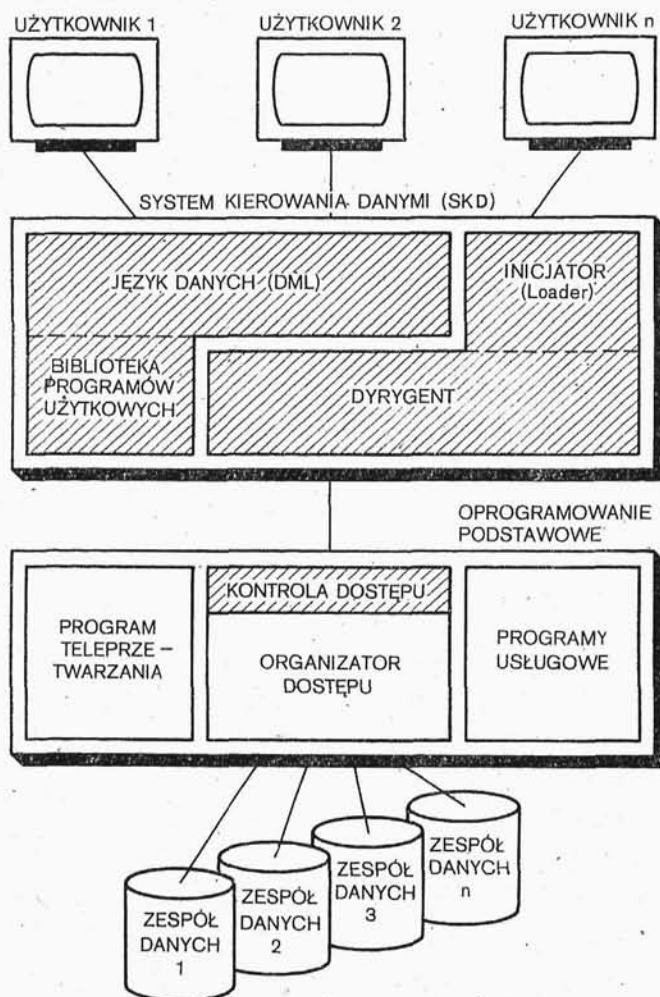 UŻYTKOWNIK 1
UŻYTKOWNIK 2
UŻYTKOWNIK n
SYSTEM KIEROWANIA DANYMI (SKD)
JĘZYK DANYCH (DML)
INICJATOR
(Loader)
BIBLIOTEKA
PROGRAMÓW
UŻYTKOWYCH
DYRYGENT
OPROGRAMOWANIE
PODSTAWOWE
PROGRAM
TELEPRZE-
TWARZANIA
KONTROLA DOSTĘPU
ORGANIZATOR
DOSTĘPU
PROGRAMY
USŁUGOWE
ZESPÓŁ
DANYCH
1
ZESPÓŁ
DANYCH
2
ZESPÓŁ
DANYCH
3
ZESPÓŁ
DANYCH
n